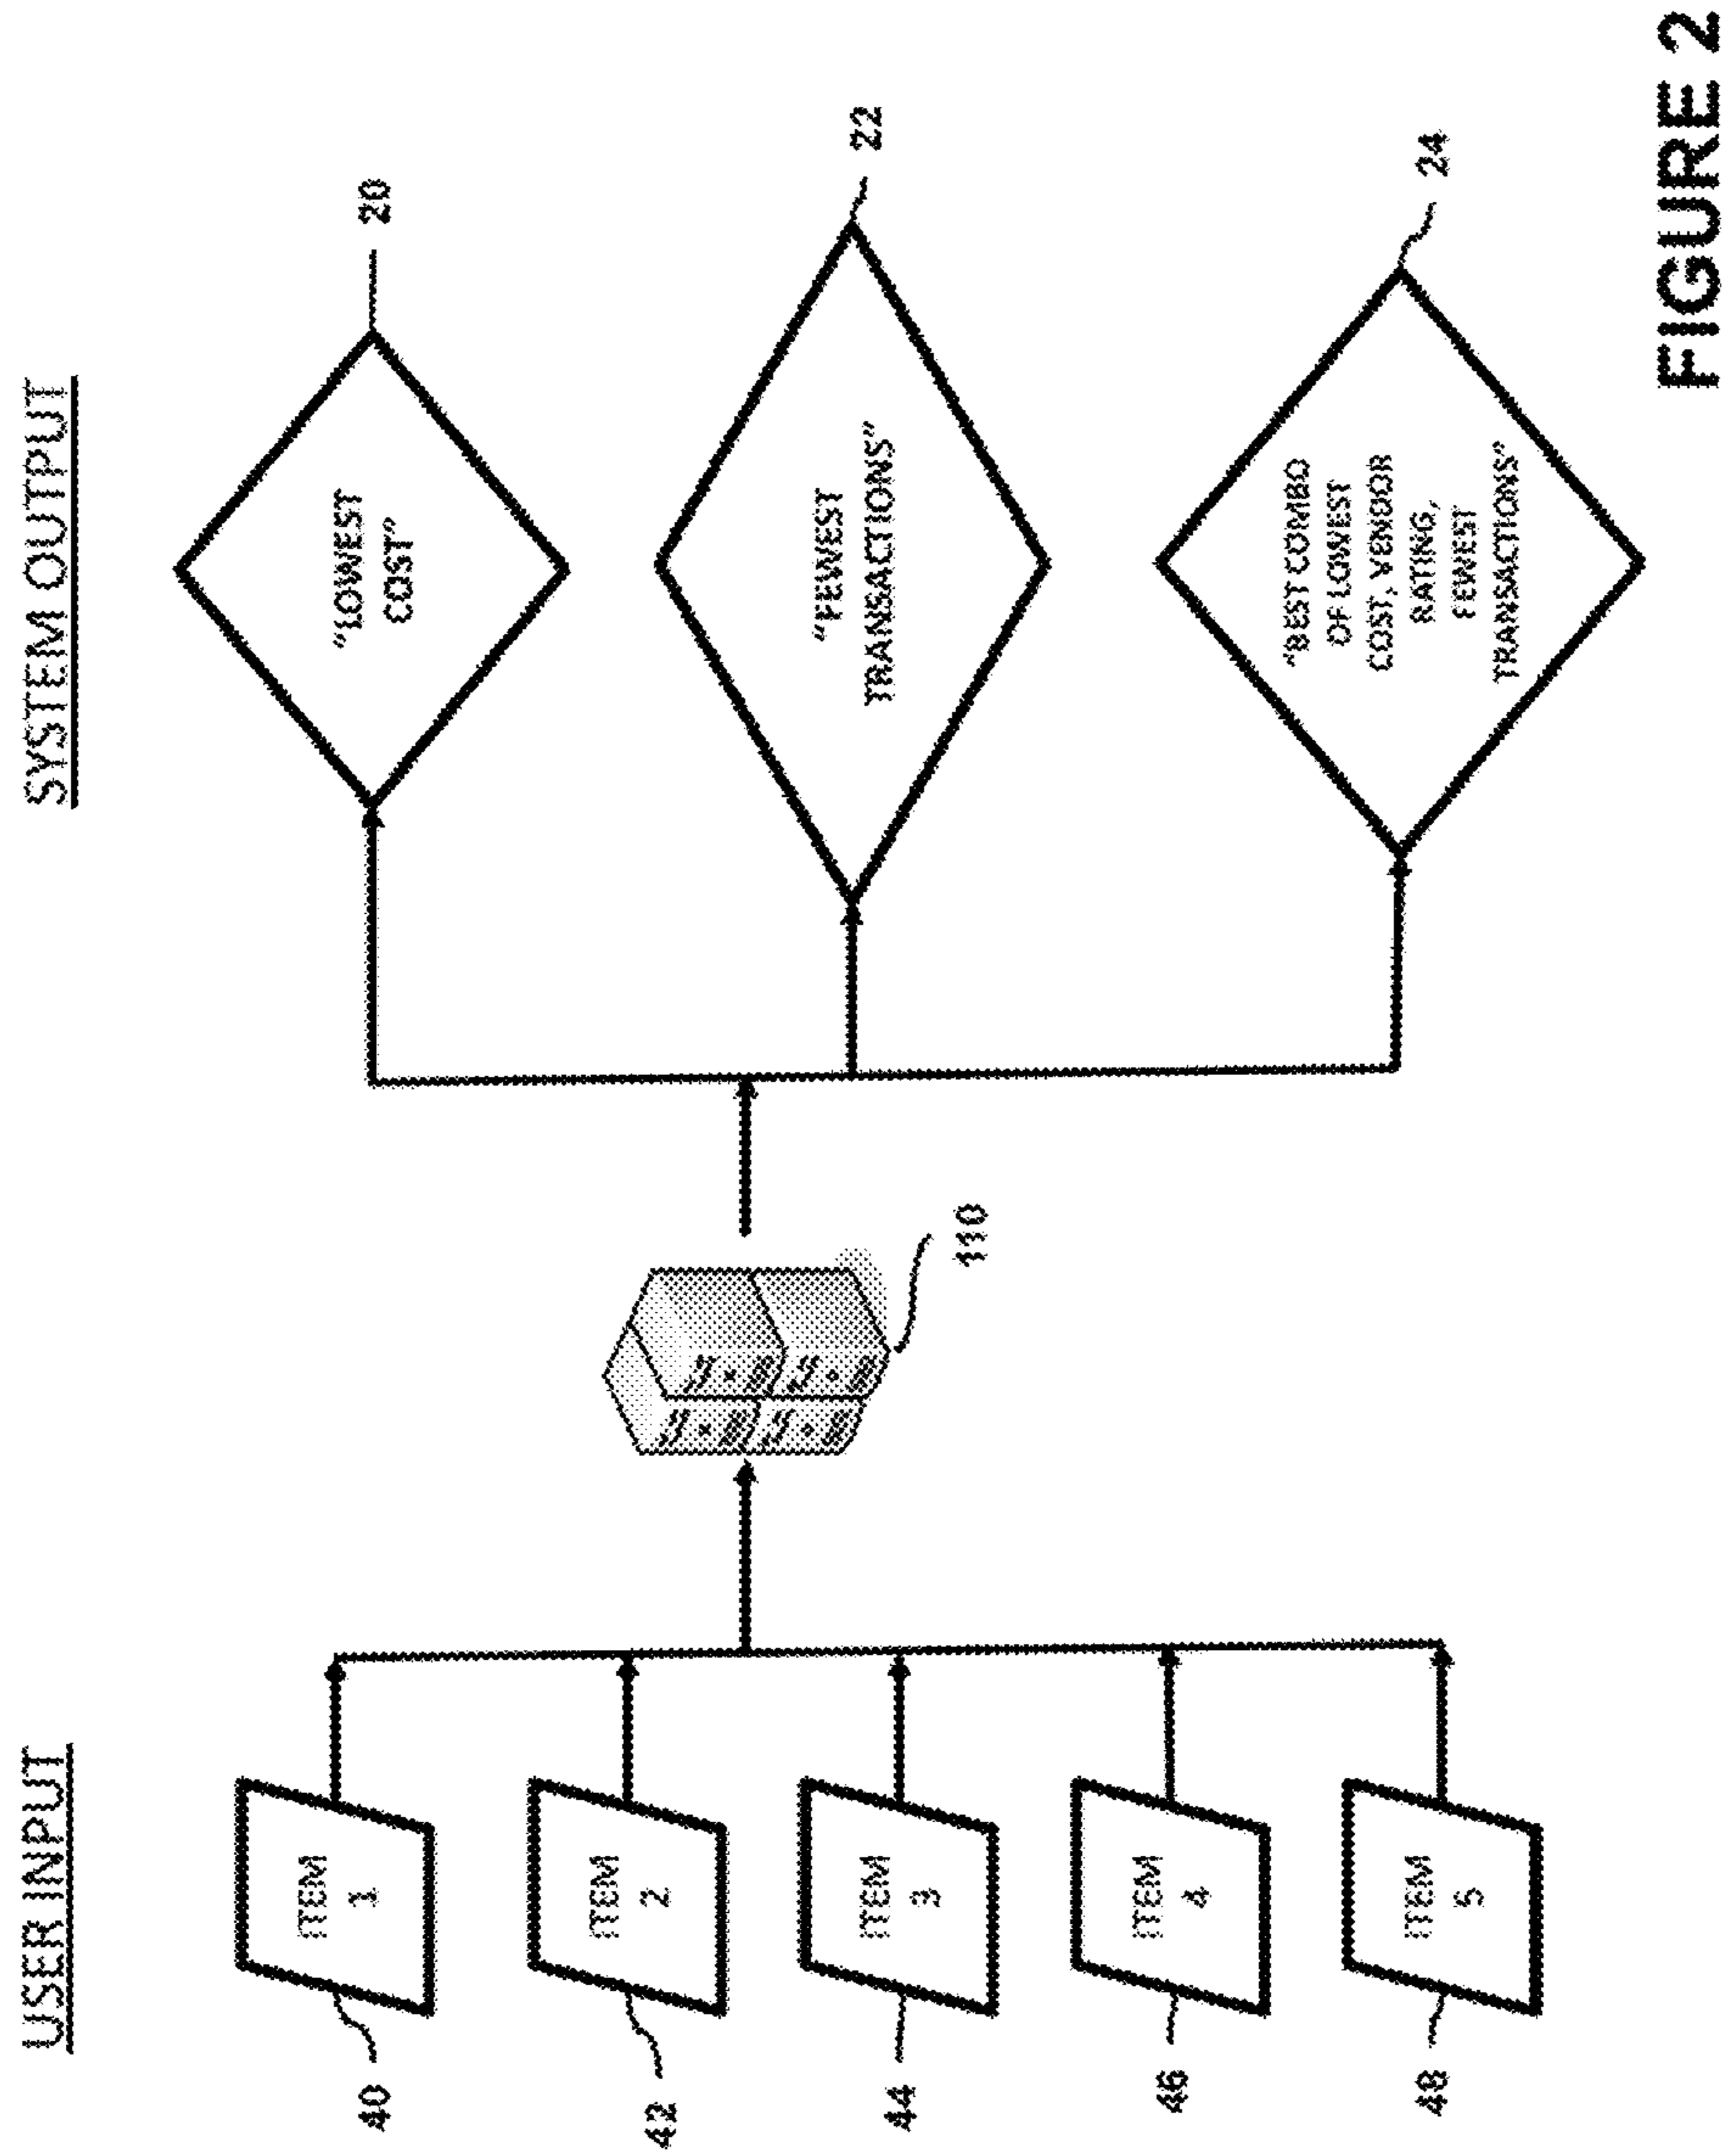 USER INPUT
SYSTEM OUTPUT
40
ITEM
1
42
ITEM
2
44
ITEM
3
46
ITEM
4
48
ITEM
5
110
"LOWEST
COST"
20
"FEWEST
TRANSACTIONS"
22
"BEST COMBO
OF LOWEST
COST, VENDOR
RATING,
FEWEST
TRANSACTIONS"
24
FIGURE 2